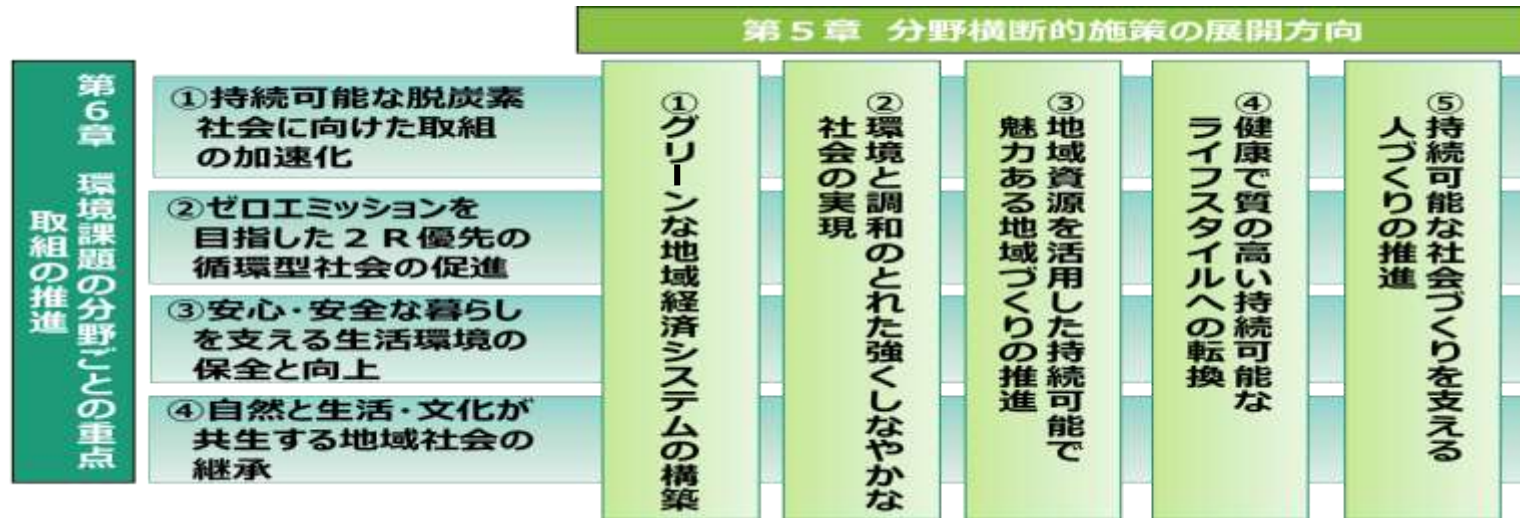 第５章 分野横断的施策の展開方向
第６章 環境課題の分野ごとの重点
取組の推進
①持続可能な脱炭素
社会に向けた取組
の加速化
②ゼロエミッションを
目指した２Ｒ優先の
循環型社会の促進
③安心・安全な暮らし
を支える生活環境の
保全と向上
④自然と生活・文化が
共生する地域社会の
継承
①グリーンな地域経済システムの構築
②環境と調和のとれた強くしなやかな
社会の実現
③地域資源を活用した持続可能で
魅力ある地域づくりの推進
④健康で質の高い持続可能な
ライフスタイルへの転換
⑤持続可能な社会づくりを支える
人づくりの推進